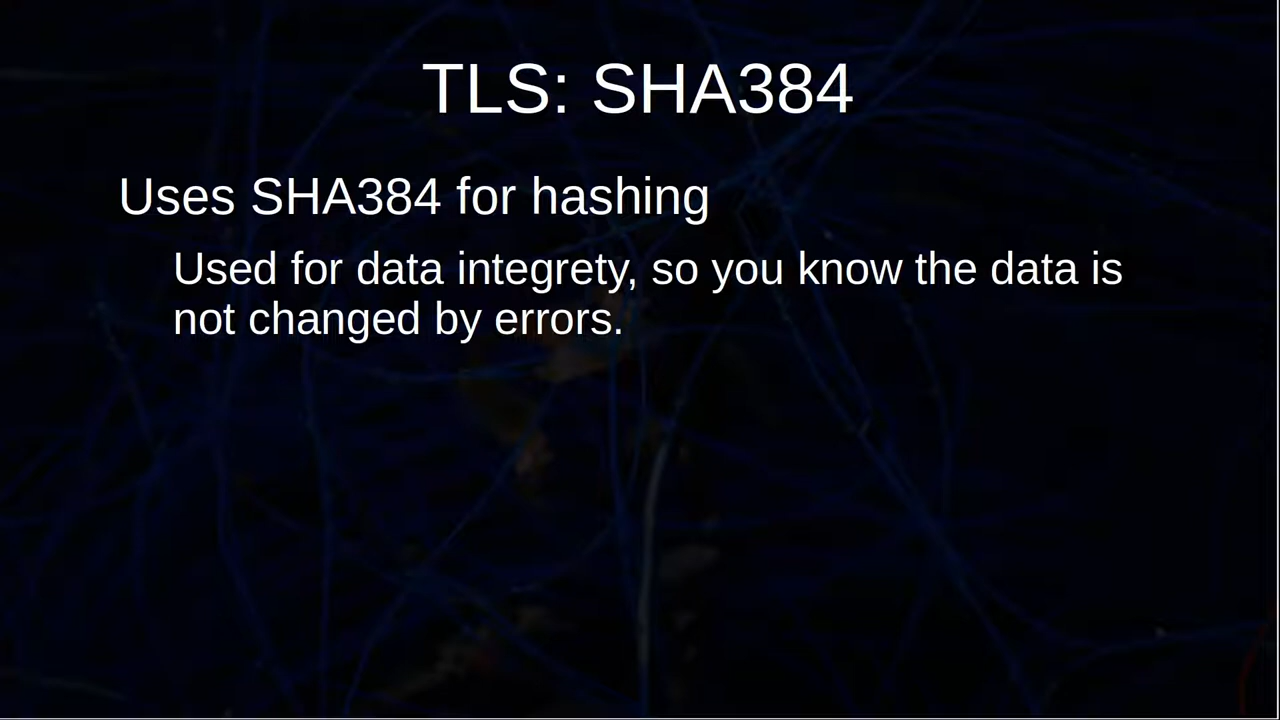 TLS: SHA384
Uses SHA384 for hashing
Used for data integrety, so you know the data is
not changed by errors.